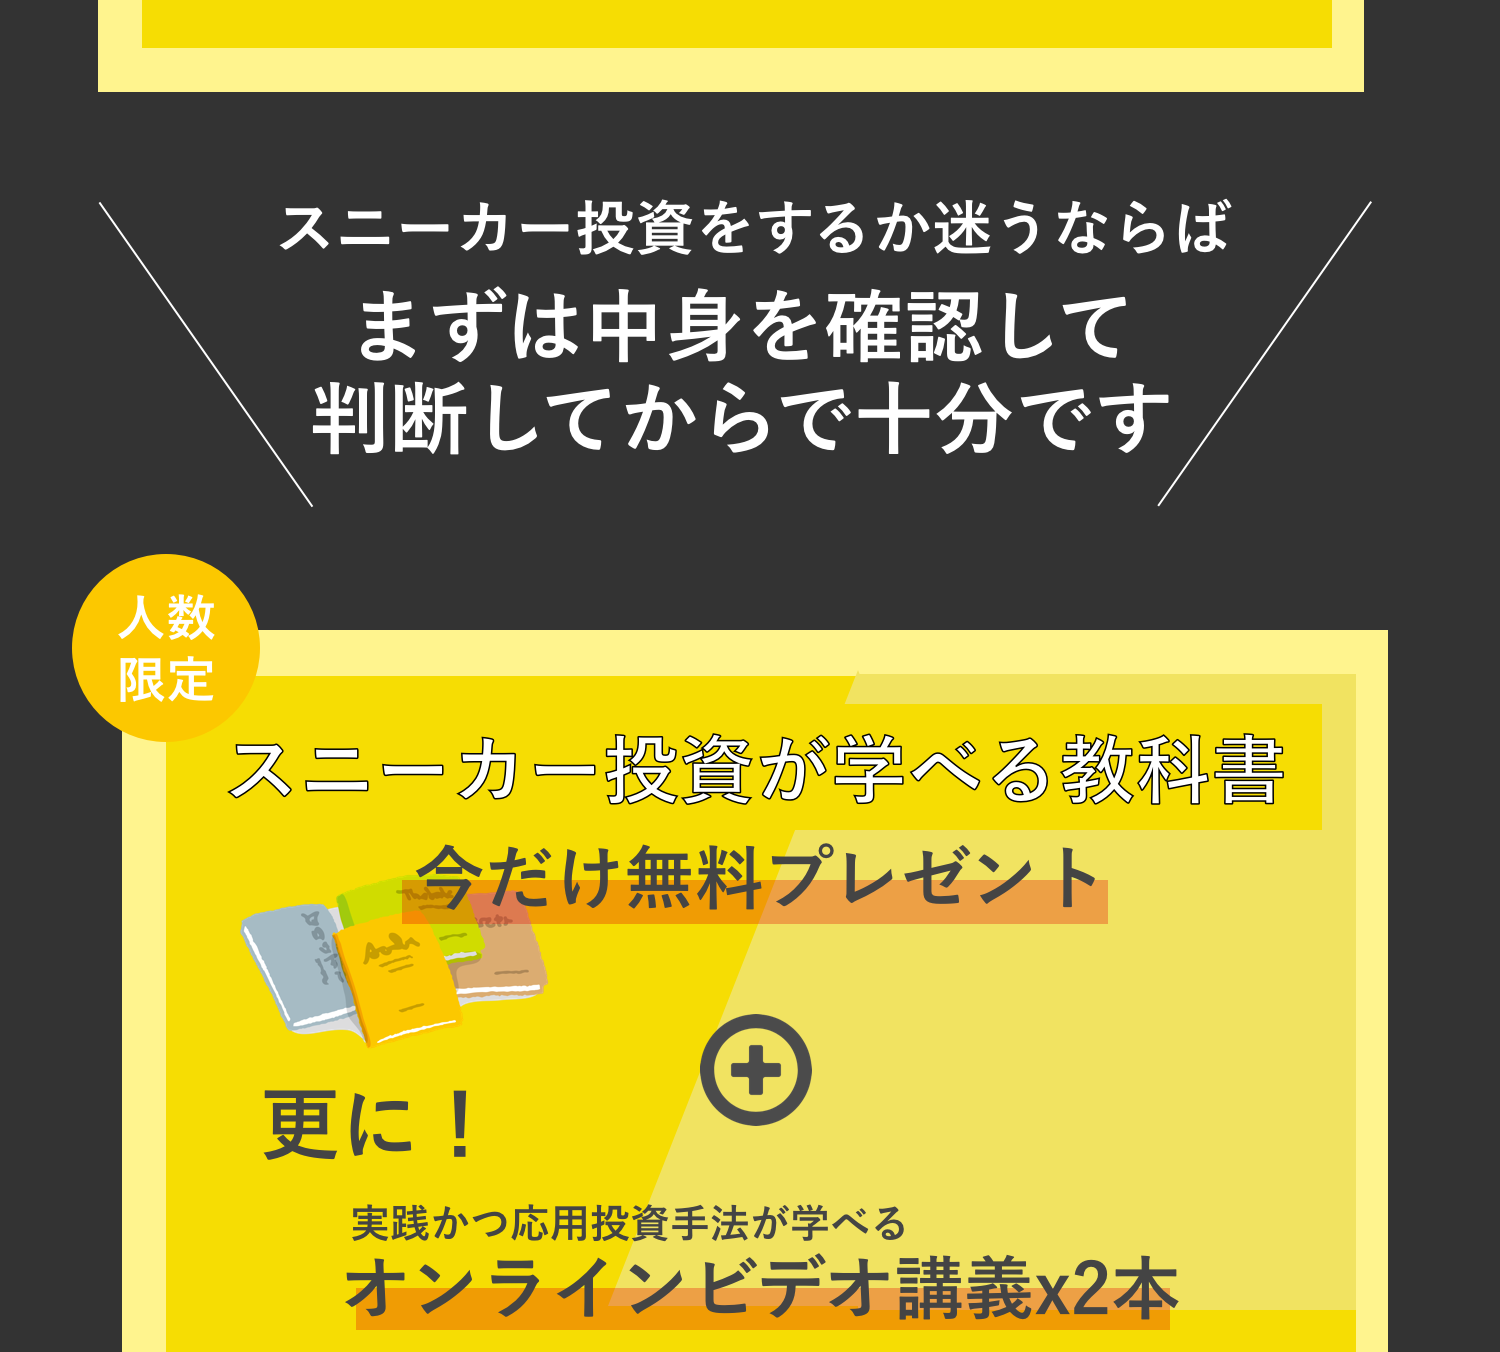 スニーカー投資をするか迷うならば
まずは中身を確認して
判断してからで十分です
人数
限定
スニーカー投資が学べる教科書
今だけ無料プレゼント
更に！
実践かつ応用投資手法が学べる
オンラインビデオ講義x2本